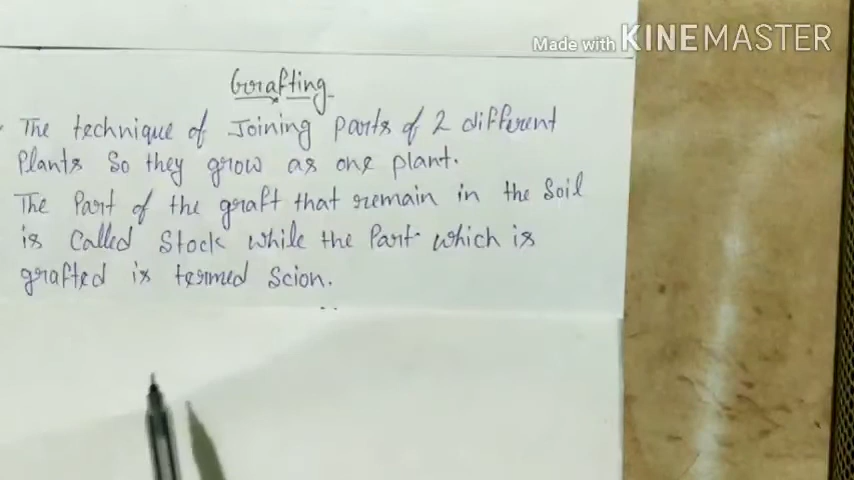 Made with KINEMASTER
Grafting
The technique of Joining Parts of 2 different
Plants So they grow as one plant.
The Part of the graft that remain in the Soil
is Called Stock while the Part which is
grafted is termed Scion.